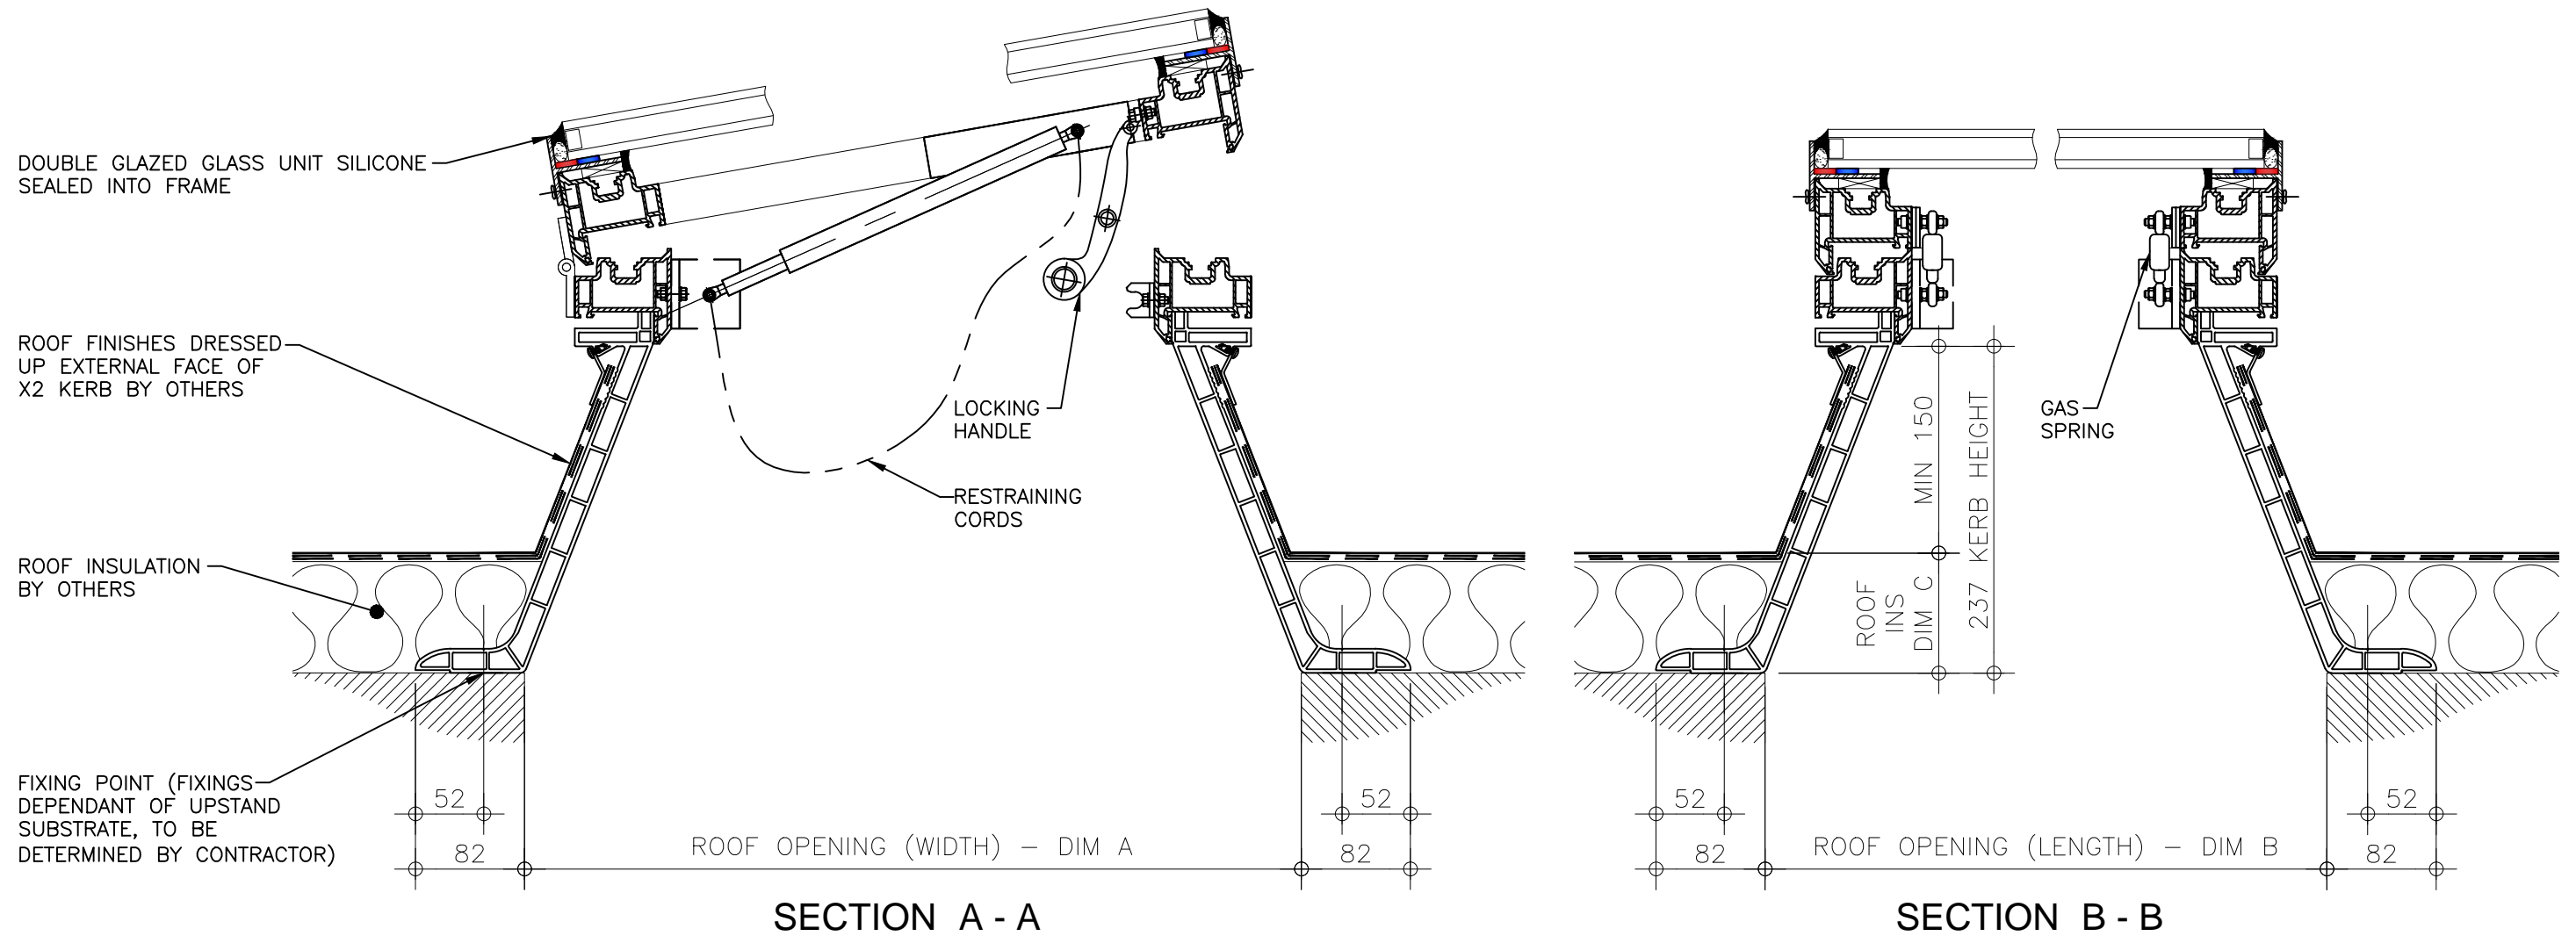 DOUBLE GLAZED GLASS UNIT SILICONE
SEALED INTO FRAME
ROOF FINISHES DRESSED
UP EXTERNAL FACE OF
X2 KERB BY OTHERS
ROOF INSULATION
BY OTHERS
FIXING POINT (FIXINGS
DEPENDANT OF UPSTAND
SUBSTRATE, TO BE
DETERMINED BY CONTRACTOR)
LOCKING
HANDLE
RESTRAINING
CORDS
52
82
ROOF OPENING (WIDTH) – DIM A
52
82
SECTION A - A
GAS
SPRING
MIN 150
237 KERB HEIGHT
ROOF
INS
DIM C
52
82
ROOF OPENING (LENGTH) – DIM B
52
82
SECTION B - B